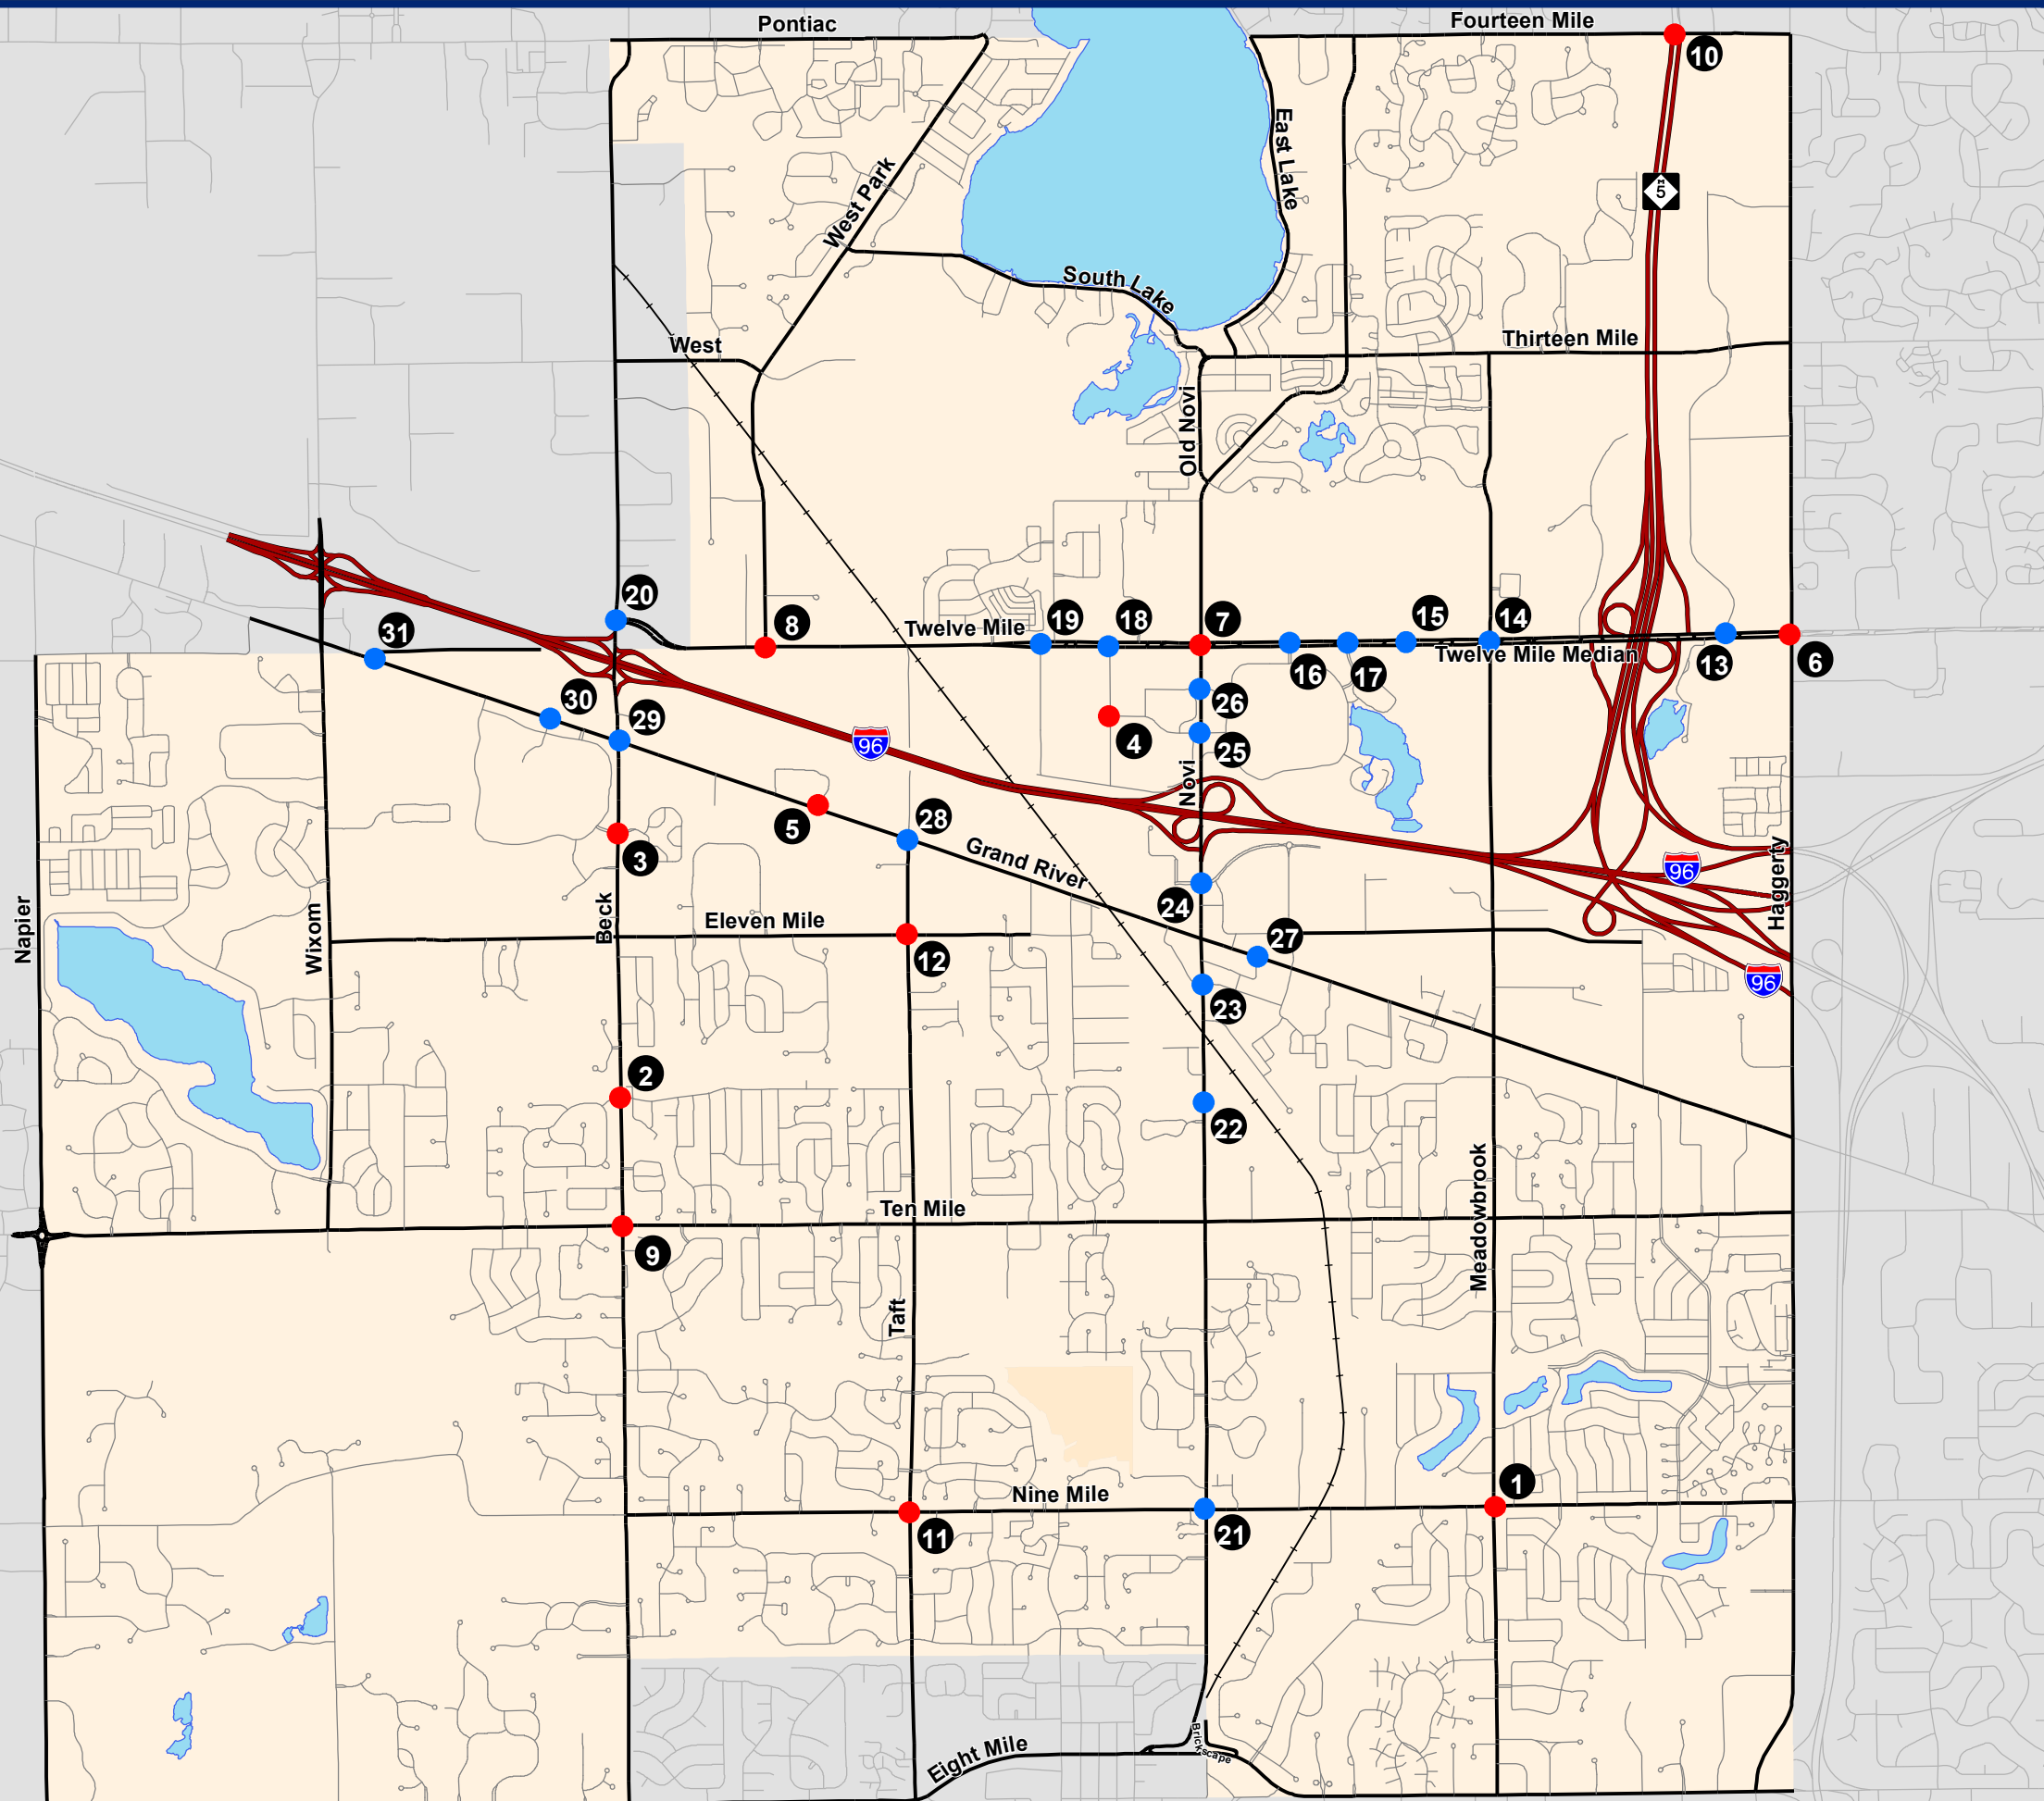 Pontiac
Fourteen Mile
10
East Lake
West Park
M
5
South Lake
Thirteen Mile
West
Old Novi
20
31
8
Twelve Mile
19
18
7
15
14
Twelve Mile Median
16
17
13
6
30
29
26
25
4
96
Novi
5
28
3
Grand River
96
Haggerty
Napier
Wixom
Beck
Eleven Mile
24
27
12
96
23
2
22
Meadowbrook
Ten Mile
9
Taft
1
Nine Mile
11
21
Brickscape
Eight Mile